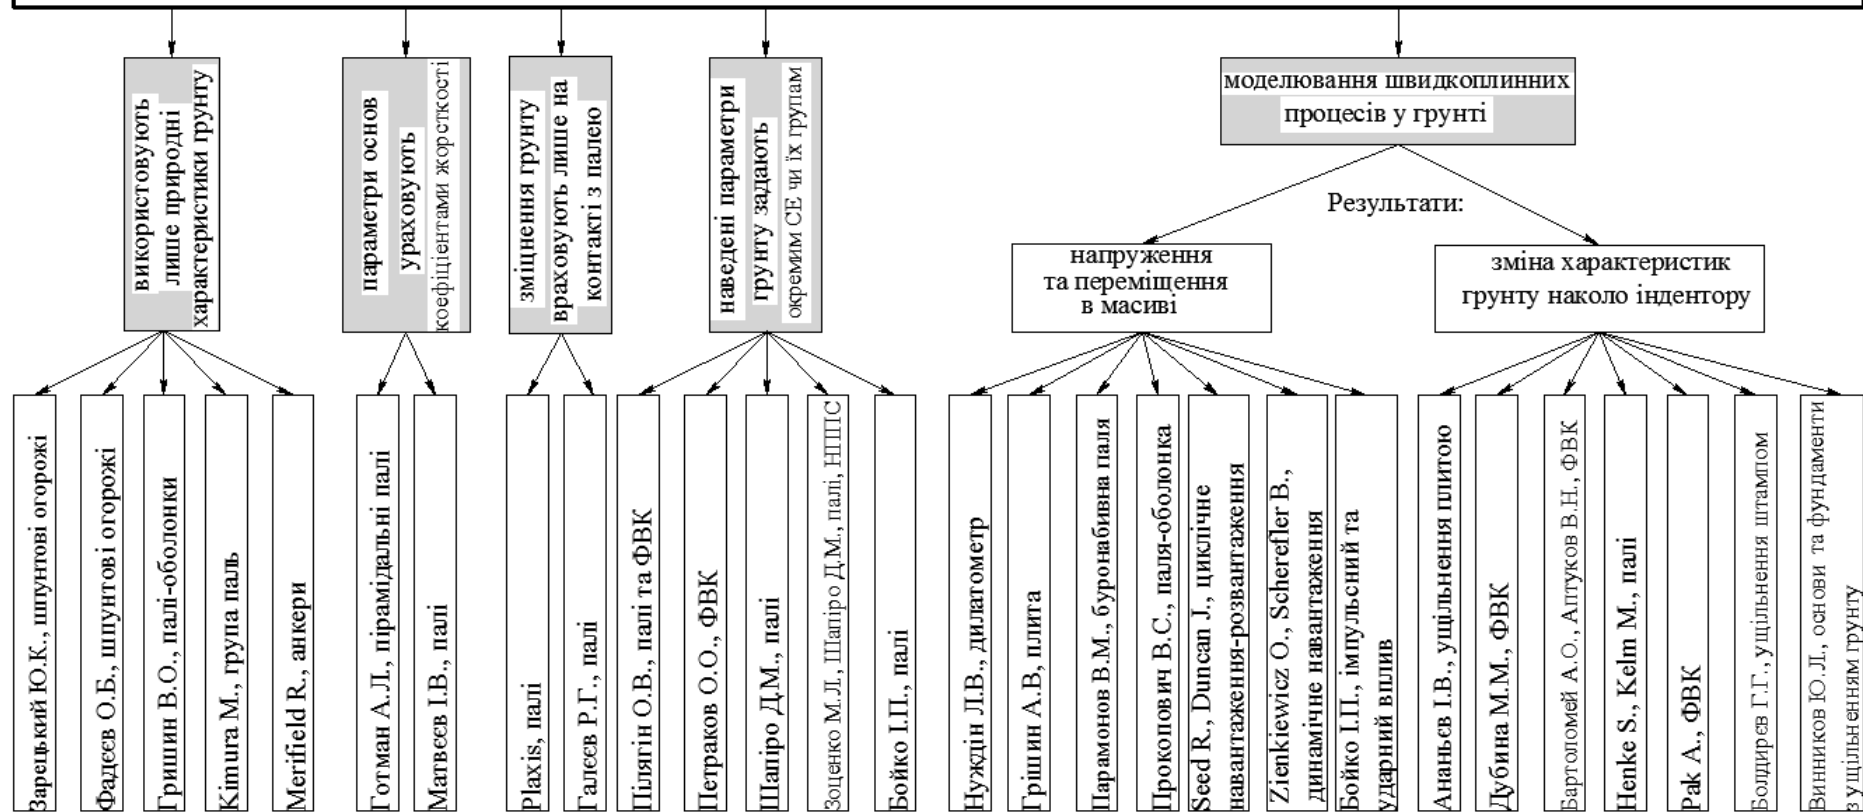 використовують
лише природні
характеристики грунту
параметри основ
ураховують
коефіцієнтами жорсткості
зміцнення грунту
враховують лише на
контакті з палею
наведені параметри
грунту задають
окремим СЕ чи їх групам
моделювання швидкоплинних
процесів у грунті
Результати:
напруження
та переміщення
в масиві
зміна характеристик
грунту наколо індентору
Зарецький Ю.К., шпунтові огорожі
Фадєєв О.Б., шпунтові огорожі
Гришин В.О., палі-оболонки
Kimura M., група паль
Merifield R., анкери
Готман А.Л., пірамідальні палі
Матвєєв І.В., палі
Plaxis, палі
Галєєв Р.Г., палі
Пілягін О.В., палі та ФВК
Петраков О.О., ФВК
Шапіро Д.М., палі
Зоценко М.Л., Шапіро Д.М., палі, НППС
Бойко І.П., палі
Нуждін Л.В., дилатометр
Грішин А.В, плита
Парамонов В.М., буронабивна паля
Прокопович В.С., паля-оболонка
Seed R., Duncan J., циклічне
навантаження-розвантаження
Zienkiewicz O., Scherefler B.,
динамічне навантаження
Бойко І.П., імпульсний та
ударний вплив
Ананьєв І.В., ущільнення плитою
Дубина М.М., ФВК
Бартоломей А.О., Аптуков В.Н., ФВК
Henke S., Kelm M., палі
Pak A., ФВК
Болдирєв Г.Г., ущільнення штампом
Винников Ю.Л., основи та фундаменти
з ущільненням грунту